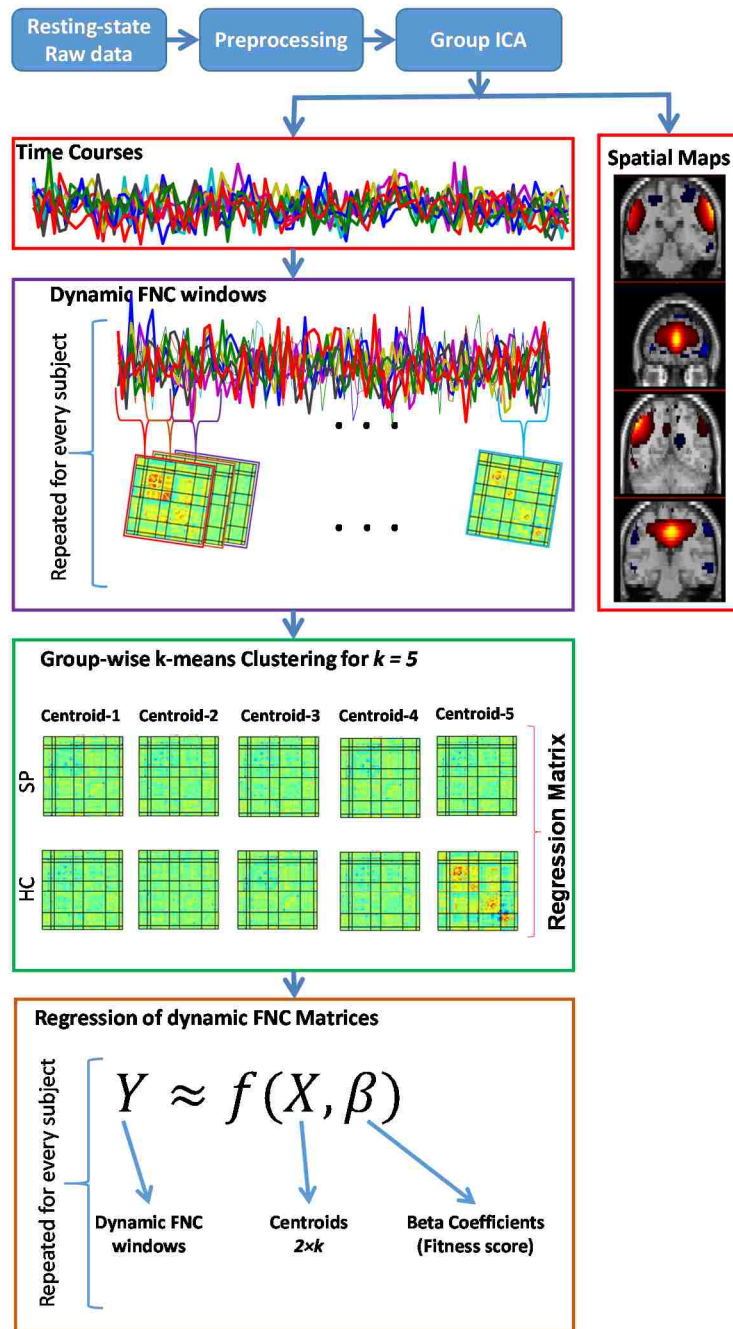 Resting-state
Raw data
Preprocessing
Group ICA
Time Courses
Spatial Maps
Dynamic FNC windows
Repeated for every subject
. . .
. . .
Group-wise k-means Clustering for k = 5
Centroid-1 Centroid-2 Centroid-3 Centroid-4 Centroid-5
SP
HC
Regression Matrix
Regression of dynamic FNC Matrices
Repeated for every subject
Y ≈ f(X, β)
Dynamic FNC
windows
Centroids
2×k
Beta Coefficients
(Fitness score)